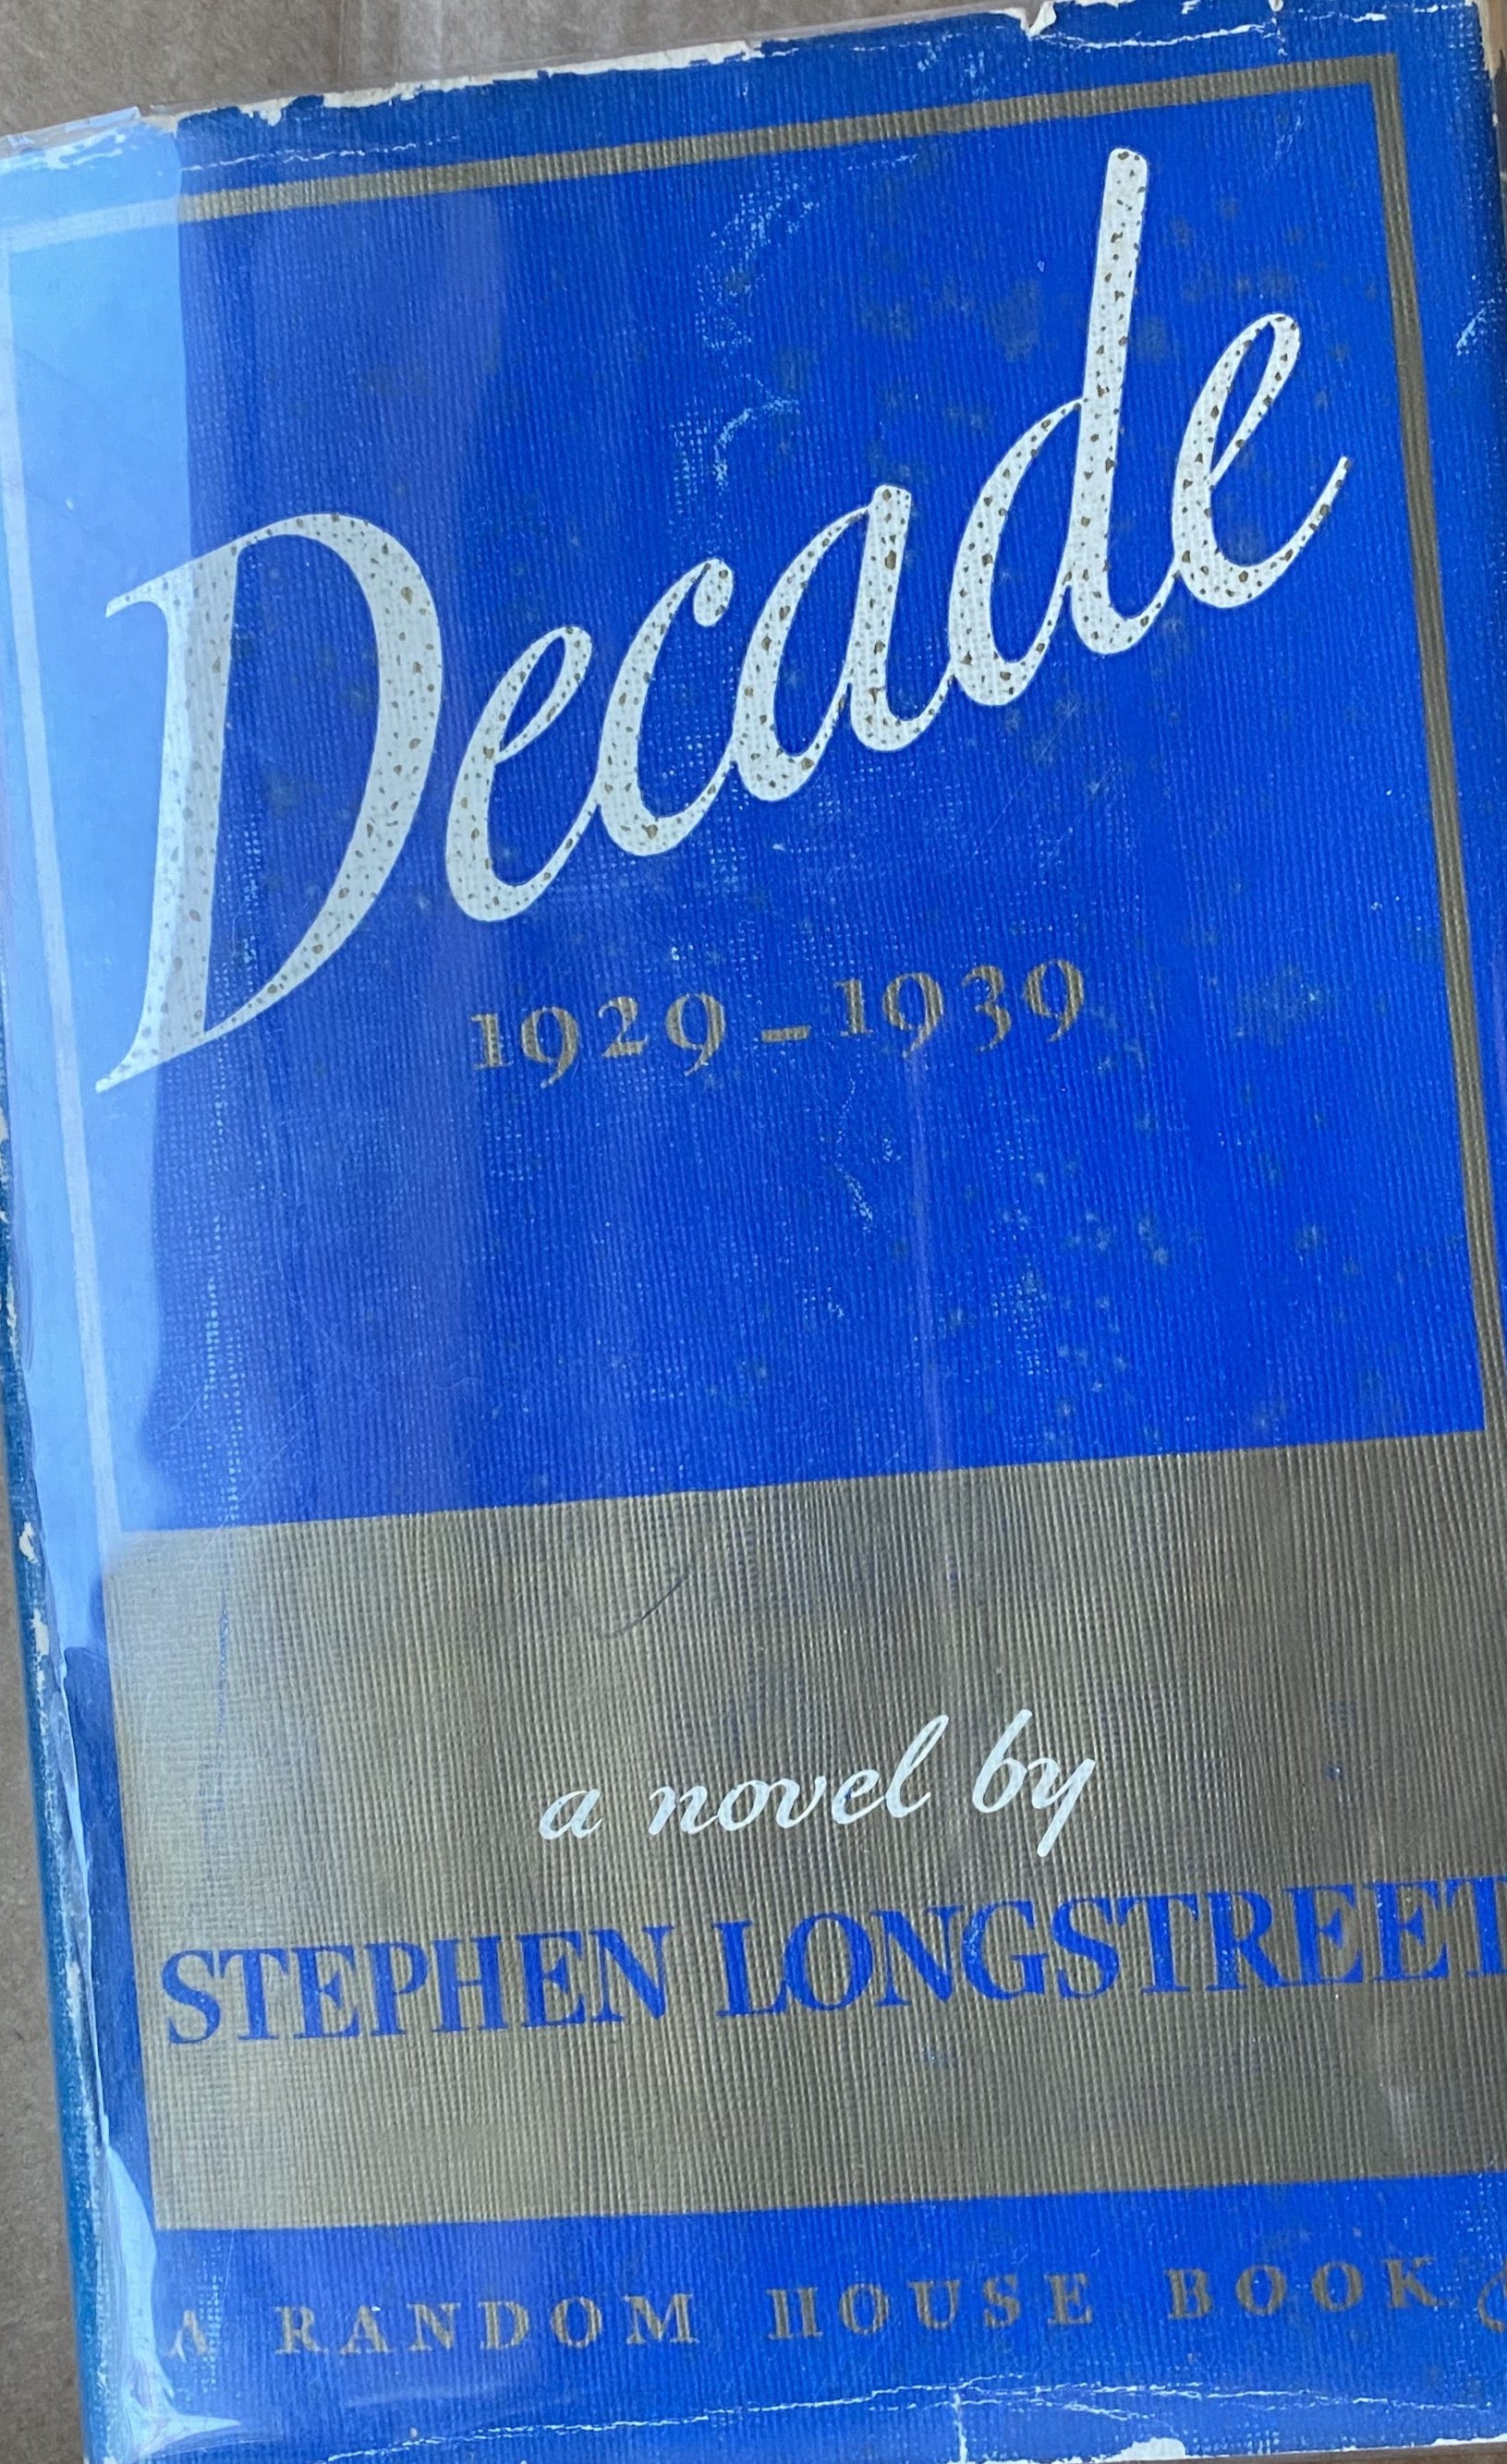 Decade
1929-1939
a novel by
STEPHEN LONGSTREET
A RANDOM HOUSE BOOK